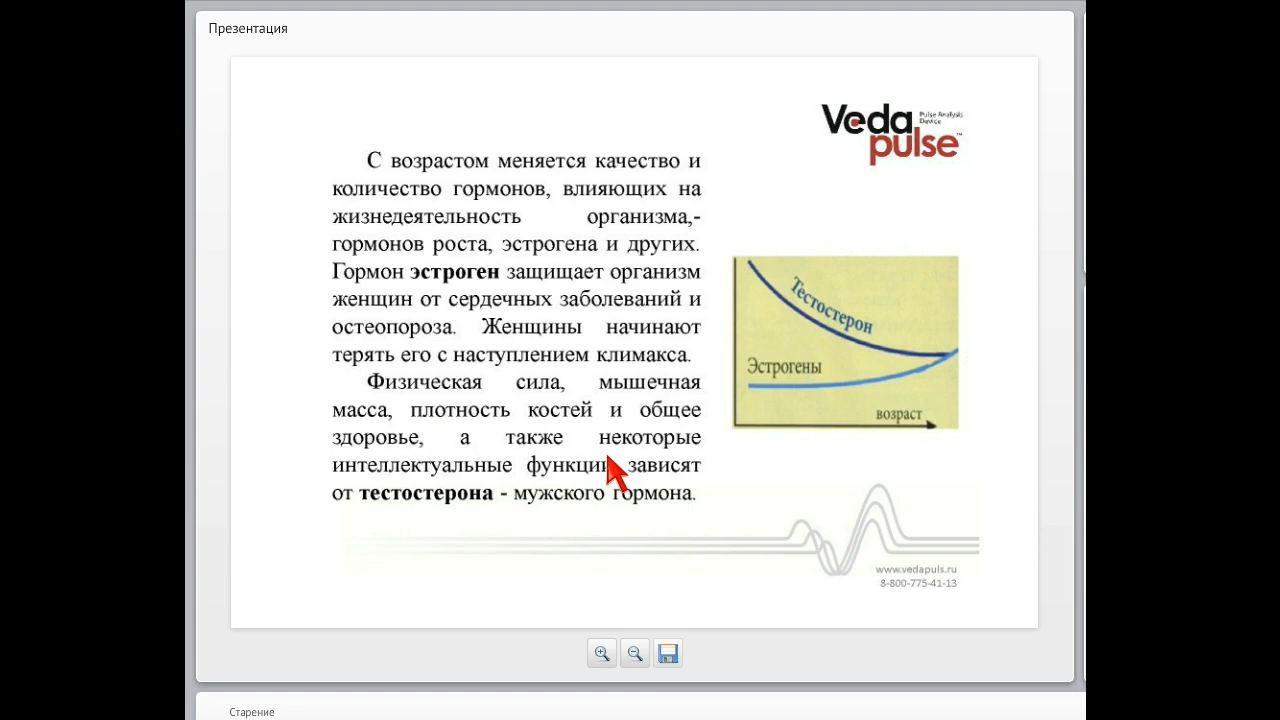 Презентация
Veda
Pulse Analysis
Device
pulse™
С возрастом меняется качество и
количество гормонов, влияющих на
жизнедеятельность организма,-
гормонов роста, эстрогена и других.
Гормон эстроген защищает организм
женщин от сердечных заболеваний и
остеопороза. Женщины начинают
терять его с наступлением климакса.
Физическая сила, мышечная
масса, плотность костей и общее
здоровье, а также некоторые
интеллектуальные функции зависят
от тестостерона - мужского гормона.
Тестостерон
Эстрогены
возраст
www.vedapuls.ru
8-800-775-41-13
Старение